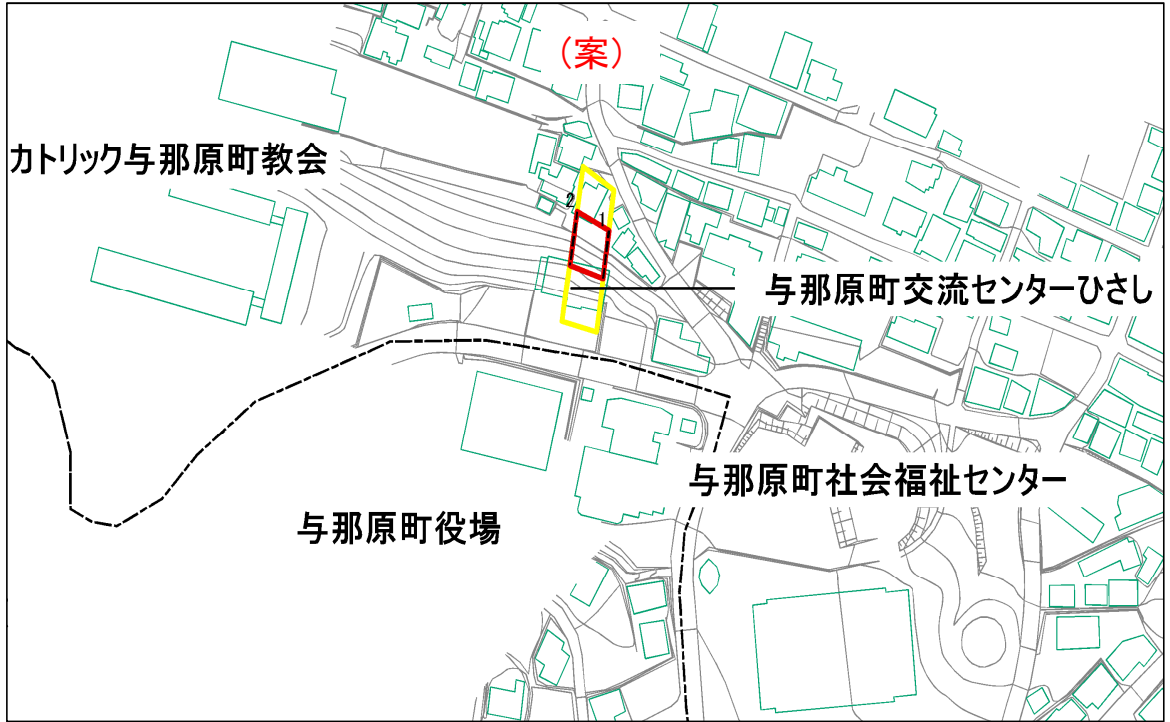 (案)
カトリック与那原町教会
2
1
与那原町交流センターひさし
与那原町社会福祉センター
与那原町役場